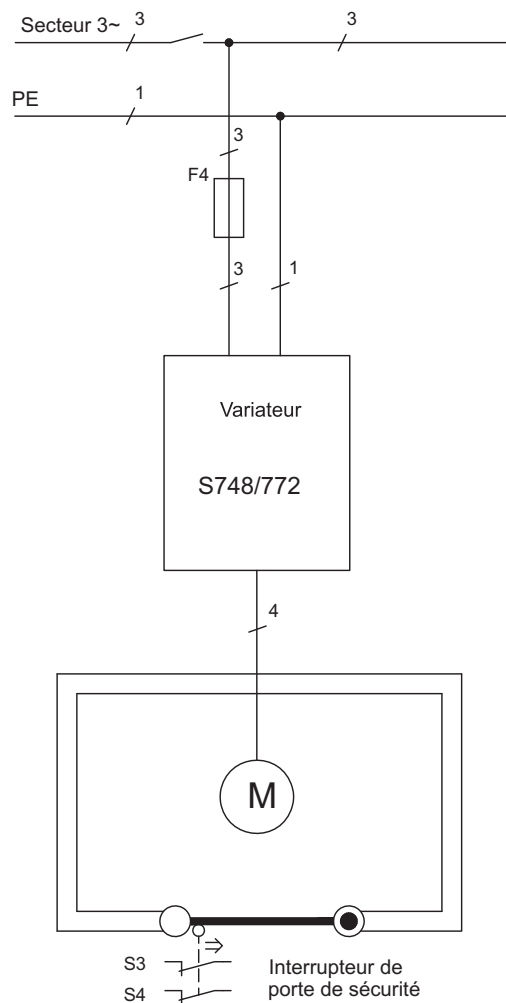 Secteur 3~
3
3
PE
1
3
F4
3
1
Variateur
S748/772
4
M
S3
S4
Interrupteur de
porte de sécurité